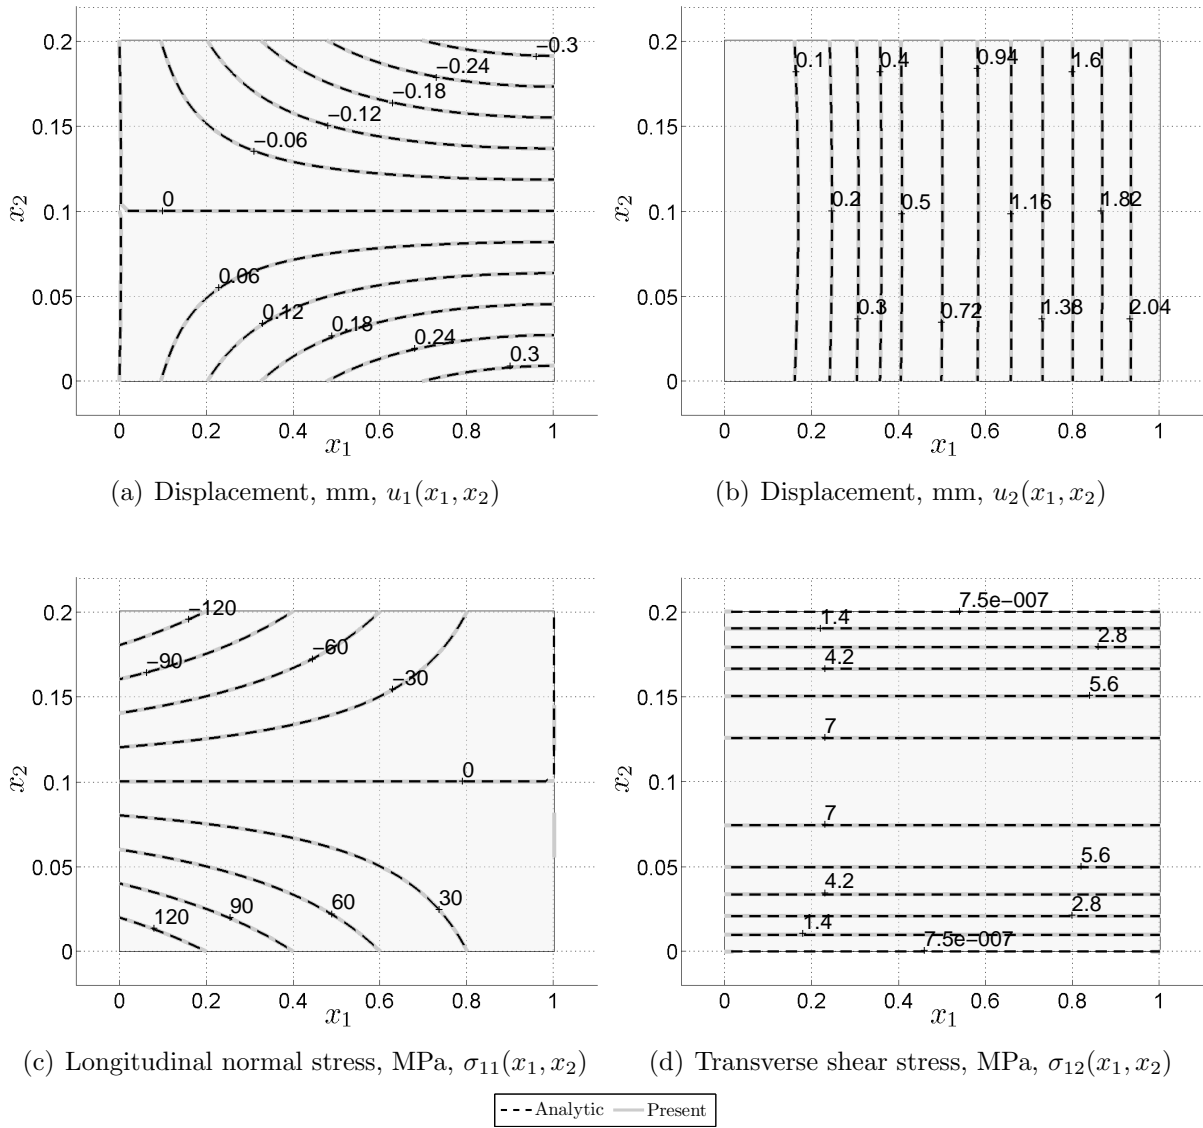 −0.3
−0.24
−0.18
−0.12
−0.06
0
0.06
0.12
0.18
0.24
0.3
0.2
0.15
0.1
0.05
0
x₂
0 0.2 0.4 0.6 0.8 1
x₁
(a) Displacement, mm, u₁(x₁, x₂)
0.1 0.4 0.94 1.6
0.2 0.5 1.16 1.82
0.3 0.72 1.38 2.04
0.2
0.15
0.1
0.05
0
x₂
0 0.2 0.4 0.6 0.8 1
x₁
(b) Displacement, mm, u₂(x₁, x₂)
−120
−90
−60
−30
0
30
60
90
120
0.2
0.15
0.1
0.05
0
x₂
0 0.2 0.4 0.6 0.8 1
x₁
(c) Longitudinal normal stress, MPa, σ₁₁(x₁, x₂)
7.5e−007
1.4
2.8
4.2
5.6
7
7
5.6
4.2
2.8
1.4
7.5e−007
0.2
0.15
0.1
0.05
0
x₂
0 0.2 0.4 0.6 0.8 1
x₁
(d) Transverse shear stress, MPa, σ₁₂(x₁, x₂)
Analytic Present